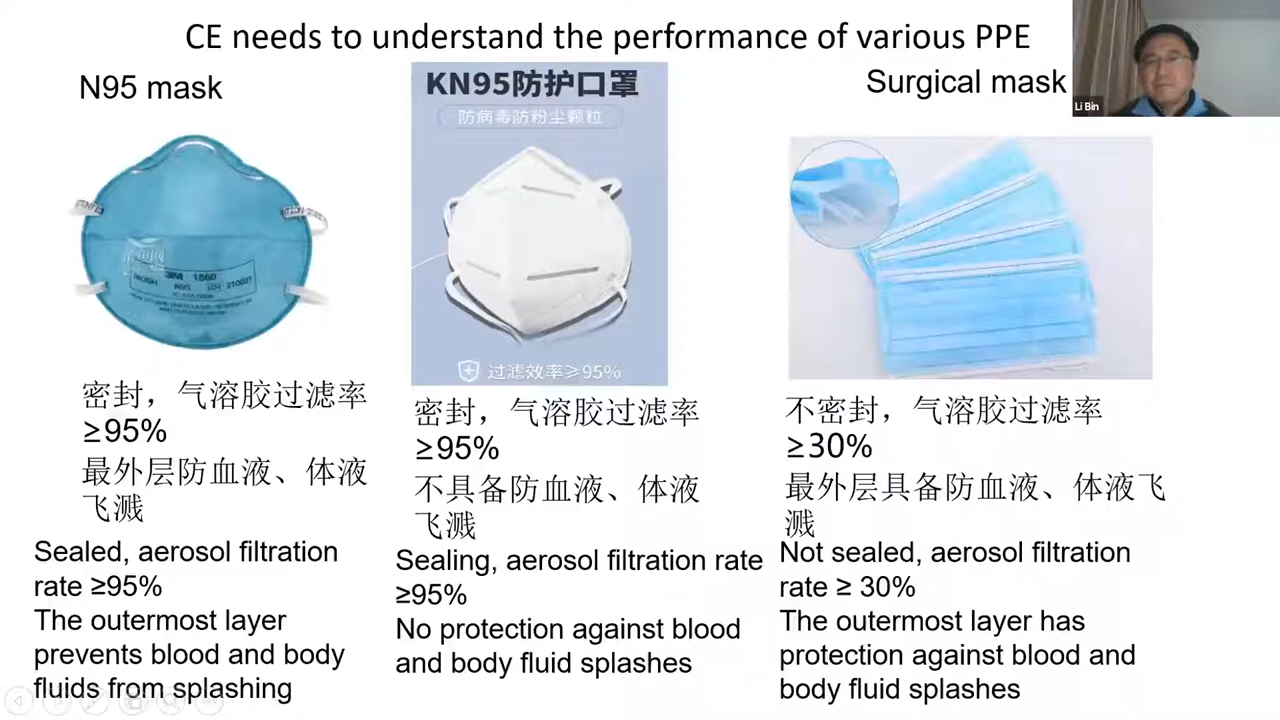 CE needs to understand the performance of various PPE
Li Bin
N95 mask
3M 1860
NIOSH N95
密封，气溶胶过滤率
≥95%
最外层防血液、体液
飞溅
Sealed, aerosol filtration
rate ≥95%
The outermost layer
prevents blood and body
fluids from splashing
KN95防护口罩
防病毒防粉尘颗粒
过滤效率≥95%
密封，气溶胶过滤率
≥95%
不具备防血液、体液
飞溅
Sealing, aerosol filtration rate
≥95%
No protection against blood
and body fluid splashes
Surgical mask
不密封，气溶胶过滤率
≥30%
最外层具备防血液、体液飞
溅
Not sealed, aerosol filtration
rate ≥ 30%
The outermost layer has
protection against blood and
body fluid splashes